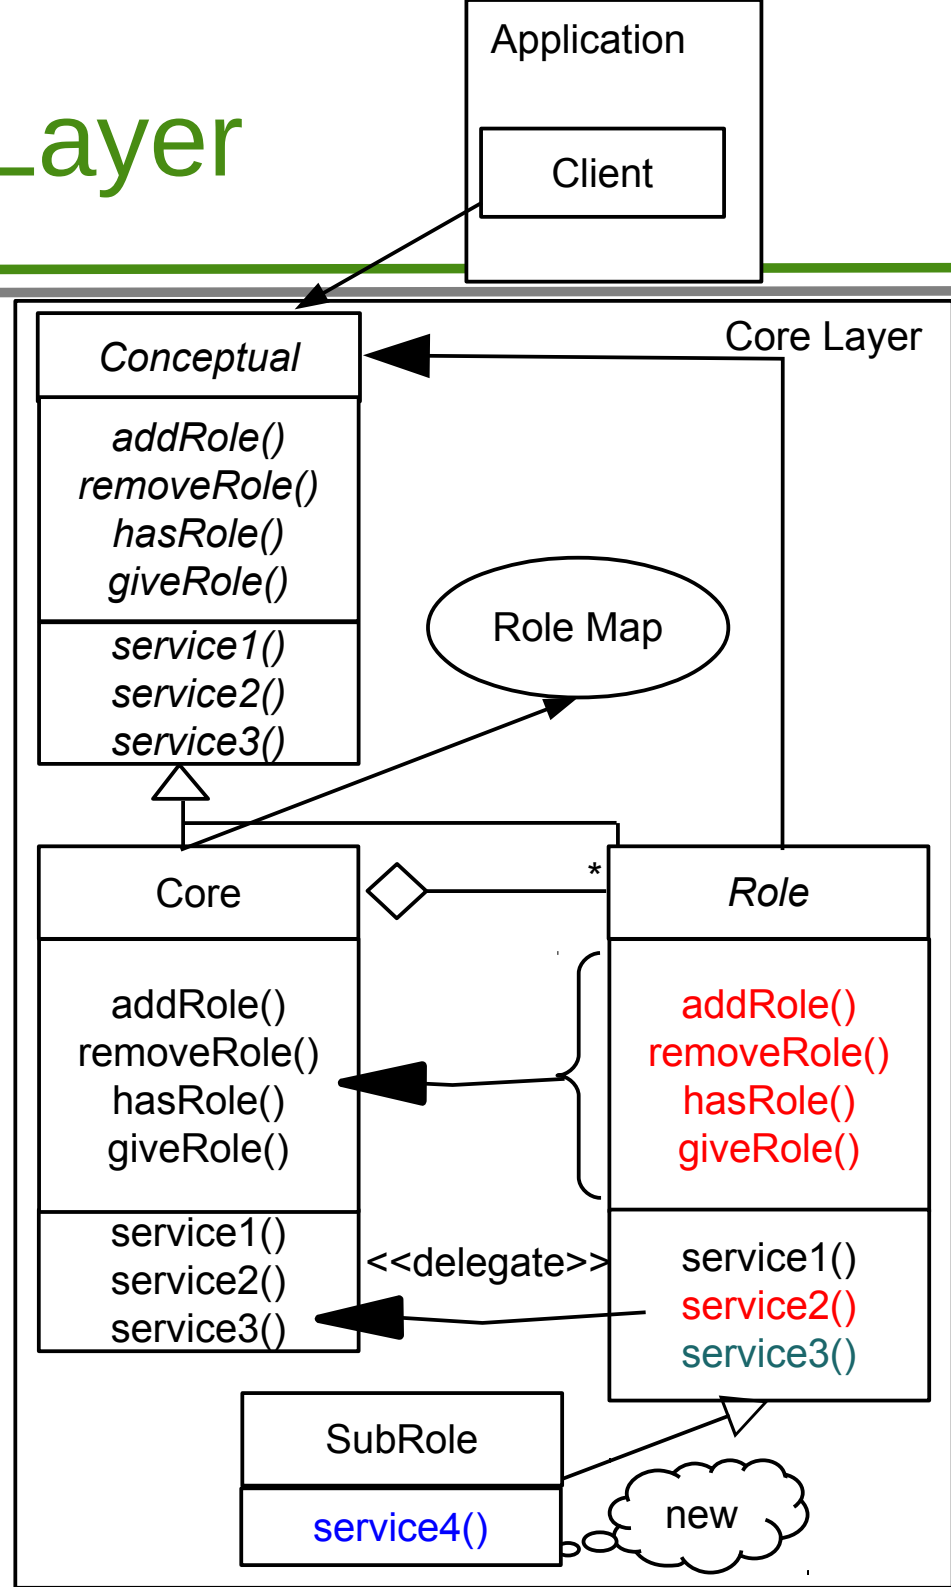 Layer
Application
Client
Core Layer
Conceptual
addRole()
removeRole()
hasRole()
giveRole()
service1()
service2()
service3()
Role Map
Core
*
Role
addRole()
removeRole()
hasRole()
giveRole()
addRole()
removeRole()
hasRole()
giveRole()
service1()
service2()
service3()
<<delegate>>
service1()
service2()
service3()
SubRole
service4()
new